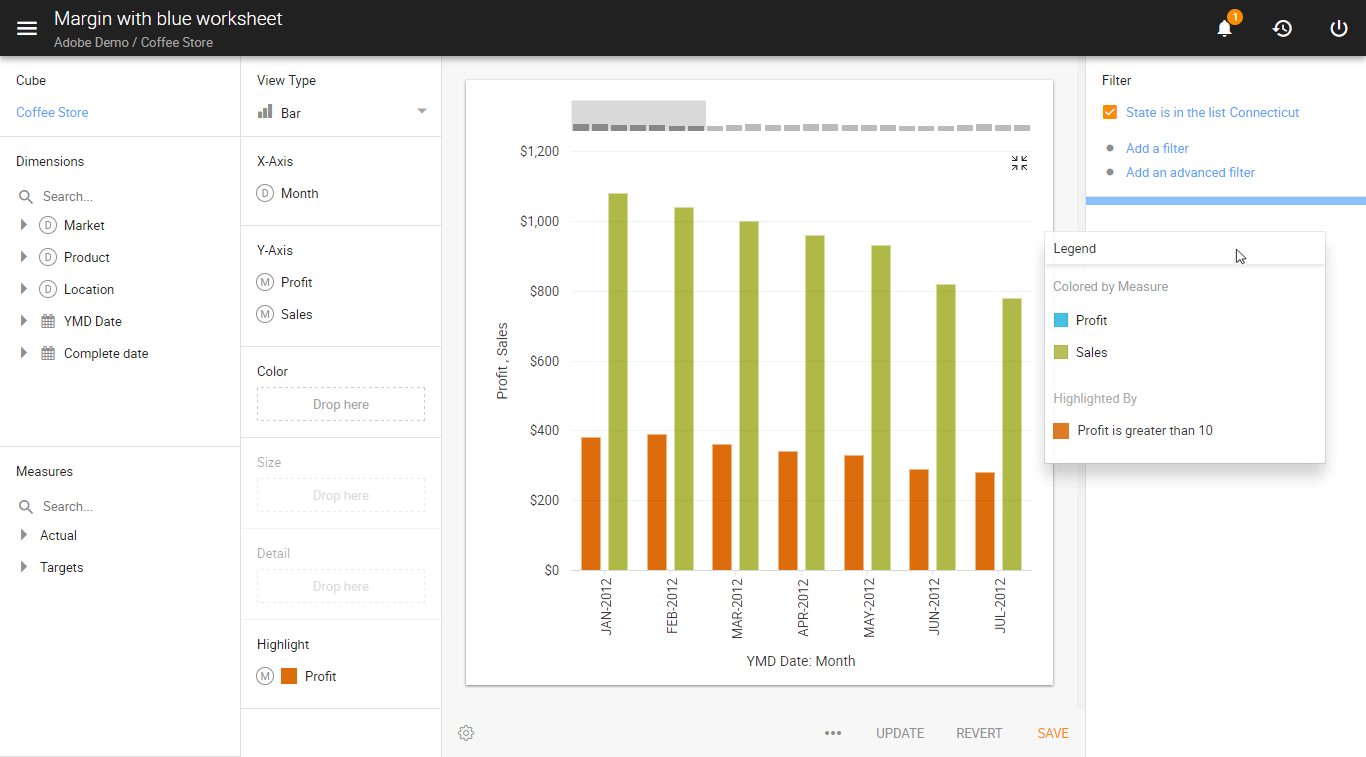 Margin with blue worksheet
Adobe Demo / Coffee Store
1
Cube
Coffee Store
Dimensions
Search...
D Market
D Product
D Location
YMD Date
Complete date
Measures
Search...
Actual
Targets
View Type
Bar
X-Axis
D Month
Y-Axis
M Profit
M Sales
Color
Drop here
Size
Drop here
Detail
Drop here
Highlight
M Profit
$1,200
$1,000
$800
$600
$400
$200
$0
Profit , Sales
JAN-2012
FEB-2012
MAR-2012
APR-2012
MAY-2012
JUN-2012
JUL-2012
YMD Date: Month
UPDATE
REVERT
SAVE
Filter
State is in the list Connecticut
Add a filter
Add an advanced filter
Legend
Colored by Measure
Profit
Sales
Highlighted By
Profit is greater than 10